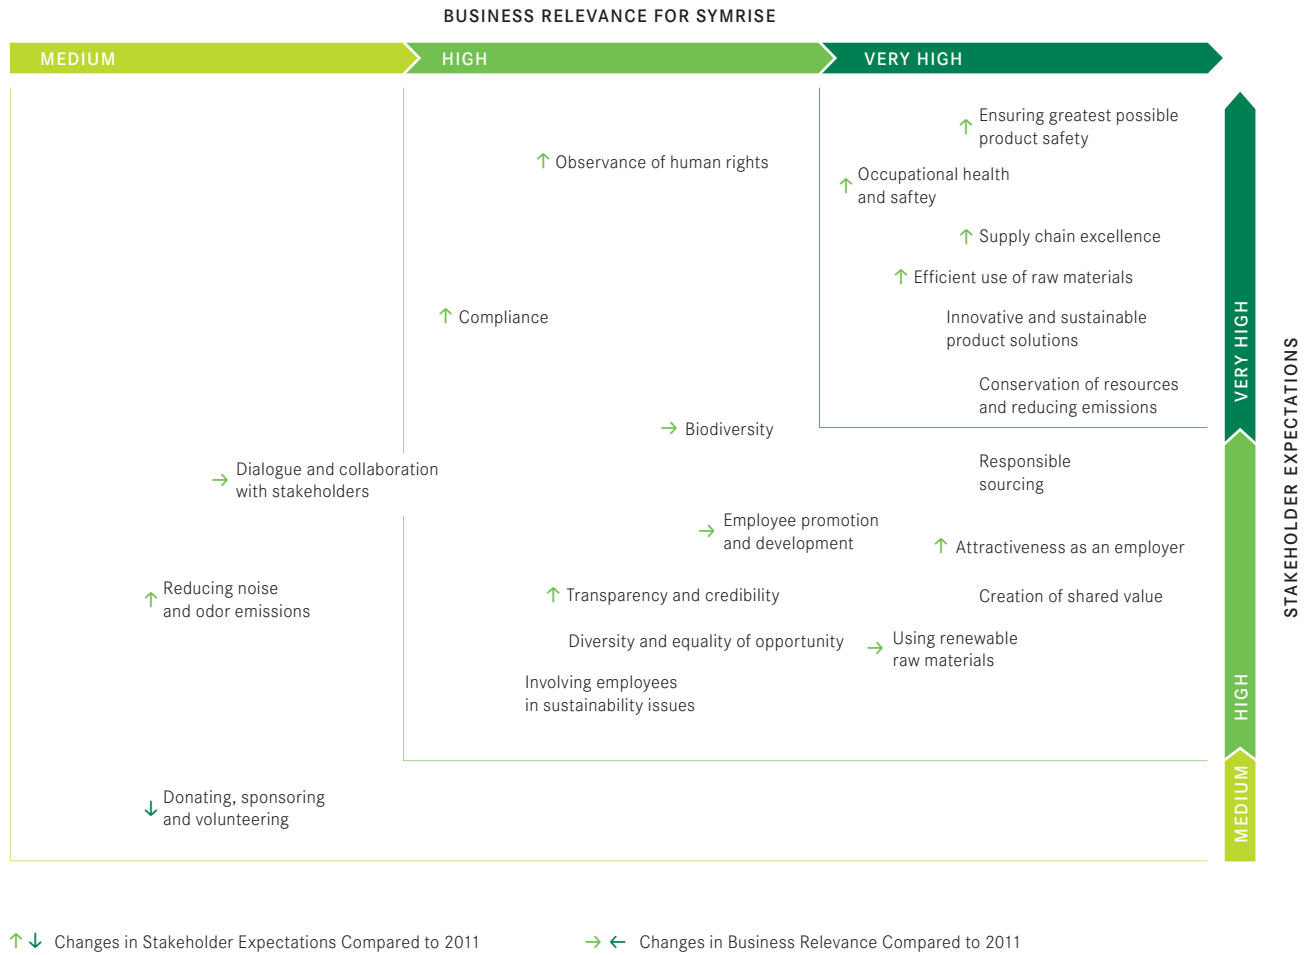 BUSINESS RELEVANCE FOR SYMRISE
MEDIUM
HIGH
VERY HIGH
Ensuring greatest possible
product safety
↑ Observance of human rights
Occupational health
and saftey
Supply chain excellence
Efficient use of raw materials
Compliance
Innovative and sustainable
product solutions
Conservation of resources
and reducing emissions
Biodiversity
Dialogue and collaboration
with stakeholders
Responsible
sourcing
Employee promotion
and development
Attractiveness as an employer
Reducing noise
and odor emissions
Transparency and credibility
Creation of shared value
Diversity and equality of opportunity
Using renewable
raw materials
Involving employees
in sustainability issues
Donating, sponsoring
and volunteering
VERY HIGH
HIGH
MEDIUM
STAKEHOLDER EXPECTATIONS
Changes in Stakeholder Expectations Compared to 2011
Changes in Business Relevance Compared to 2011